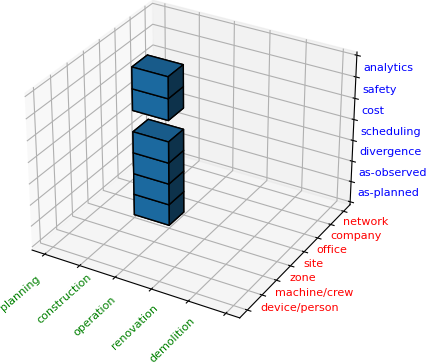 analytics
safety
cost
scheduling
divergence
as-observed
as-planned
network
company
office
site
zone
machine/crew
device/person
planning
construction
operation
renovation
demolition